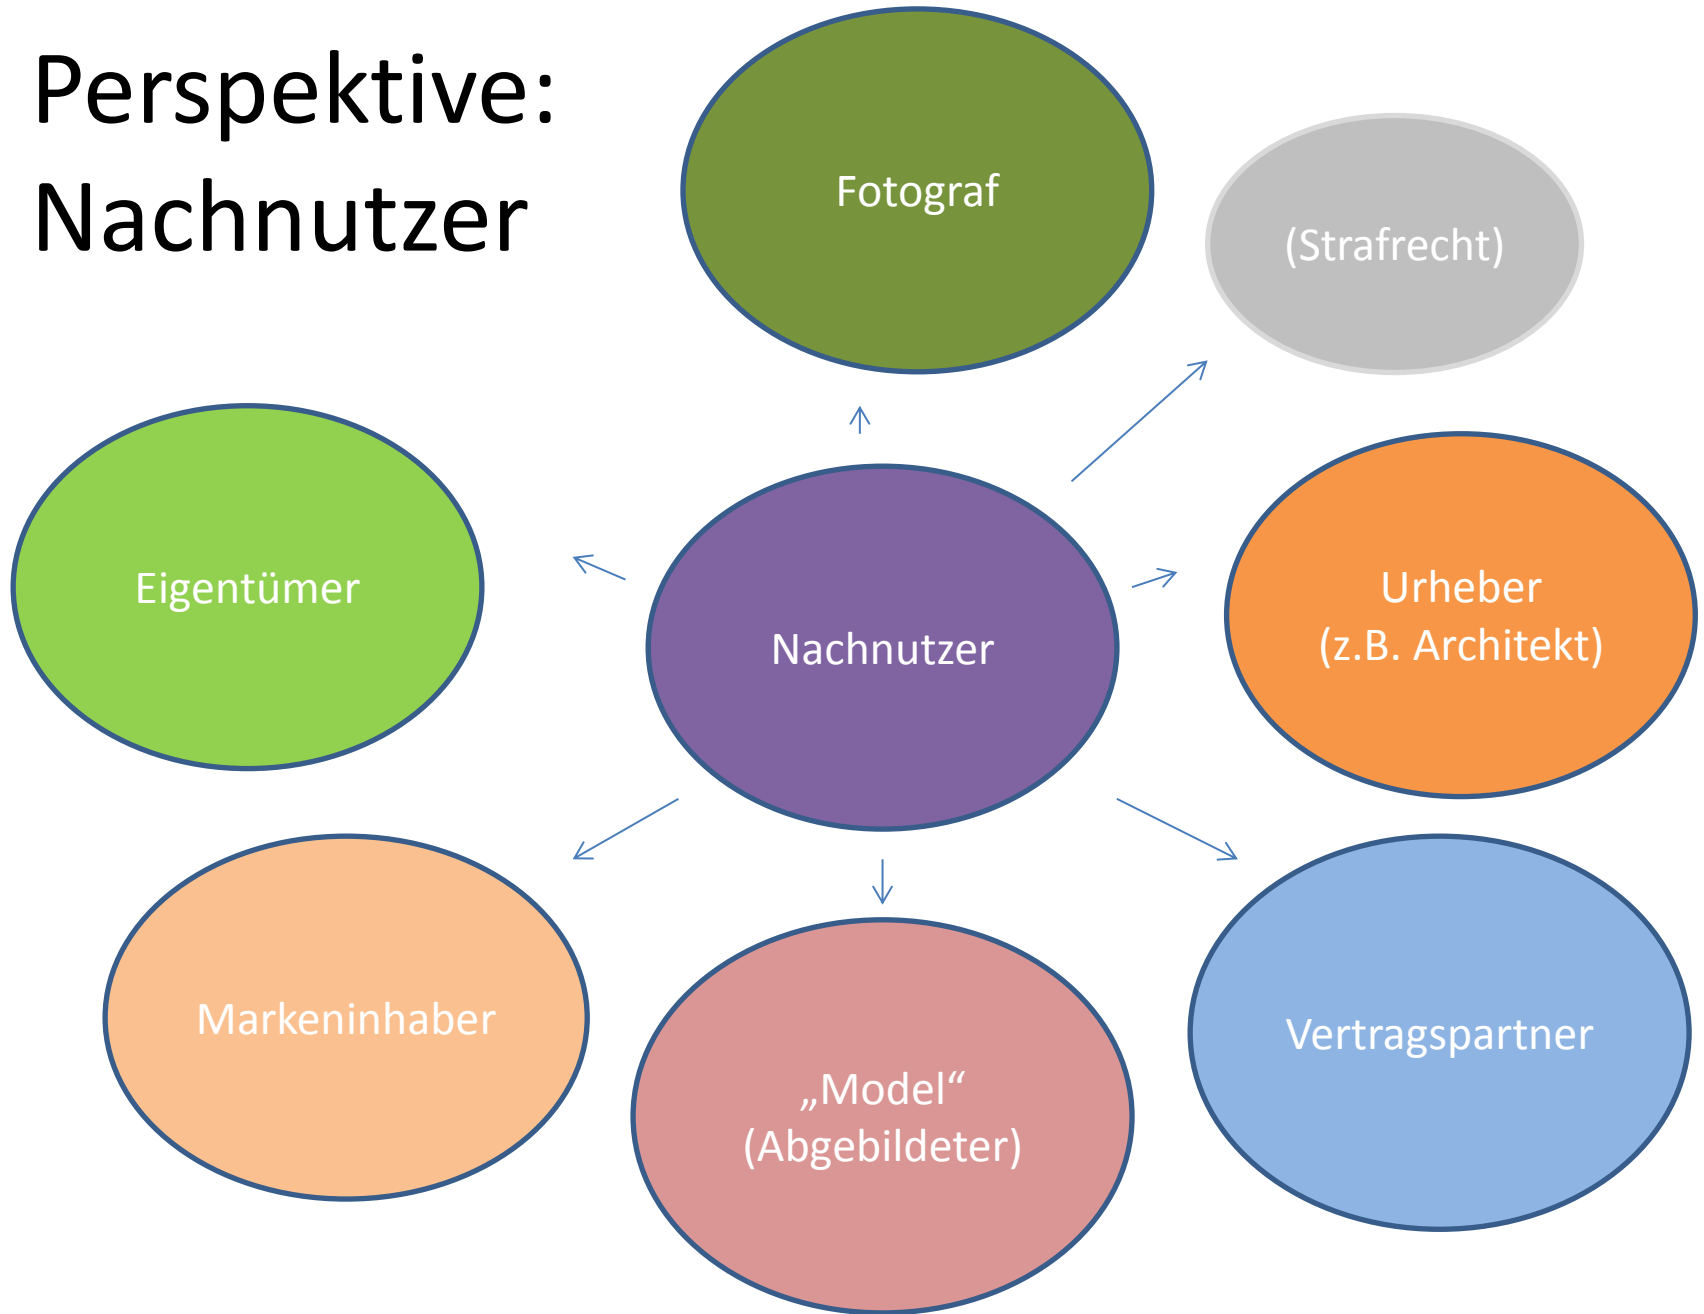 Perspektive:
Nachnutzer
Fotograf
(Strafrecht)
Eigentümer
Nachnutzer
Urheber
(z.B. Architekt)
Markeninhaber
„Model“
(Abgebildeter)
Vertragspartner